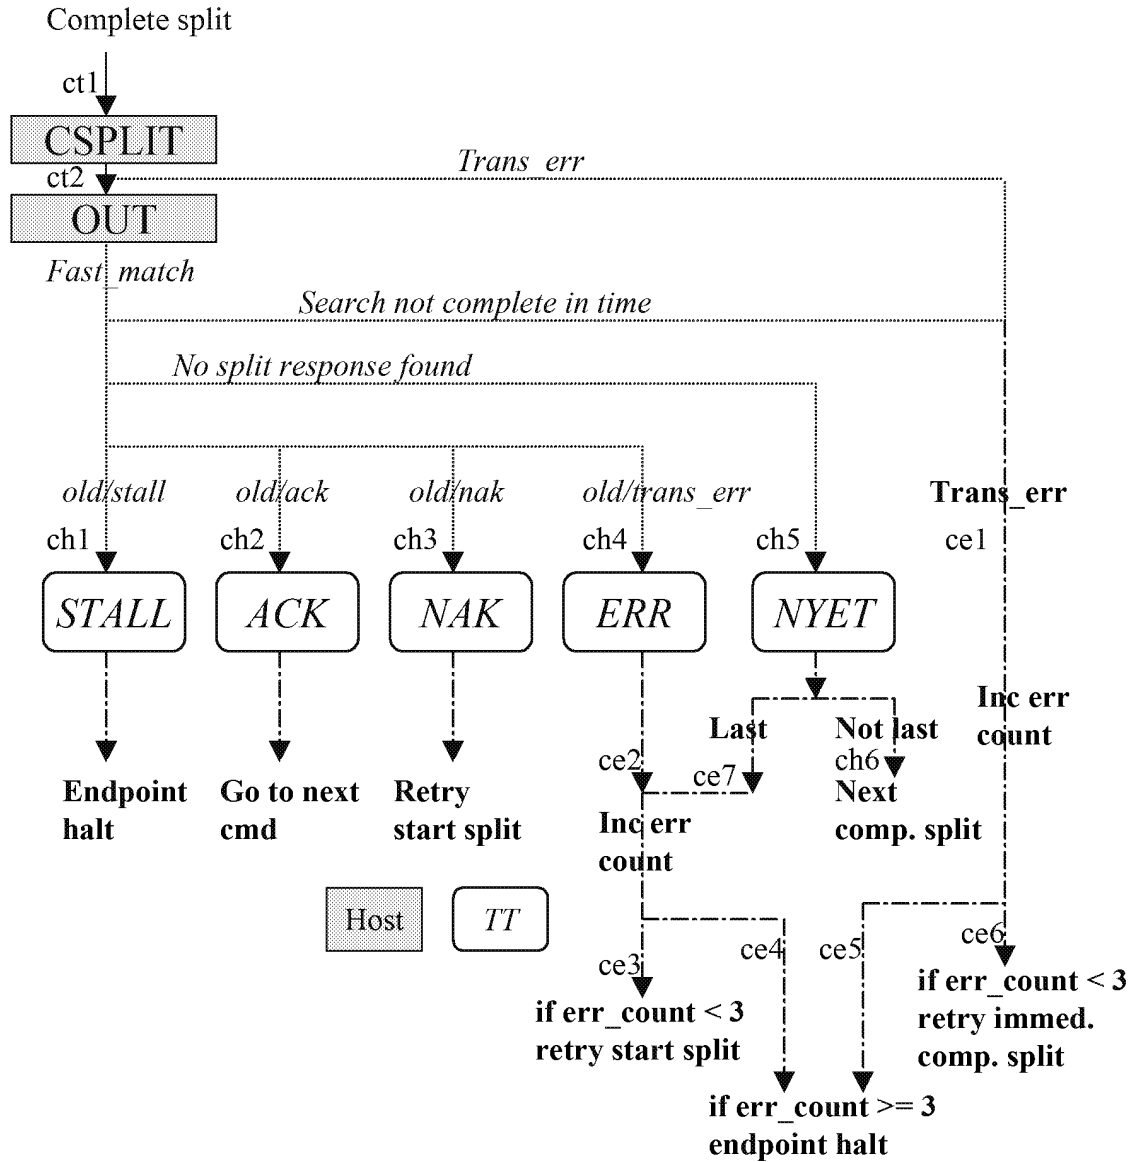 Complete split
ct1
CSPLIT
ct2
Trans_err
OUT
Fast_match
Search not complete in time
No split response found
old/stall
old/ack
old/nak
old/trans_err
Trans_err
ch1
ch2
ch3
ch4
ch5
ce1
STALL
ACK
NAK
ERR
NYET
Inc err
count
Last
Not last
ce2
ce7
ch6
Endpoint
halt
Go to next
cmd
Retry
start split
Next
comp. split
Inc err
count
Host
TT
ce3
ce4
ce5
ce6
if err_count < 3
retry start split
if err_count < 3
retry immed.
comp. split
if err_count >= 3
endpoint halt